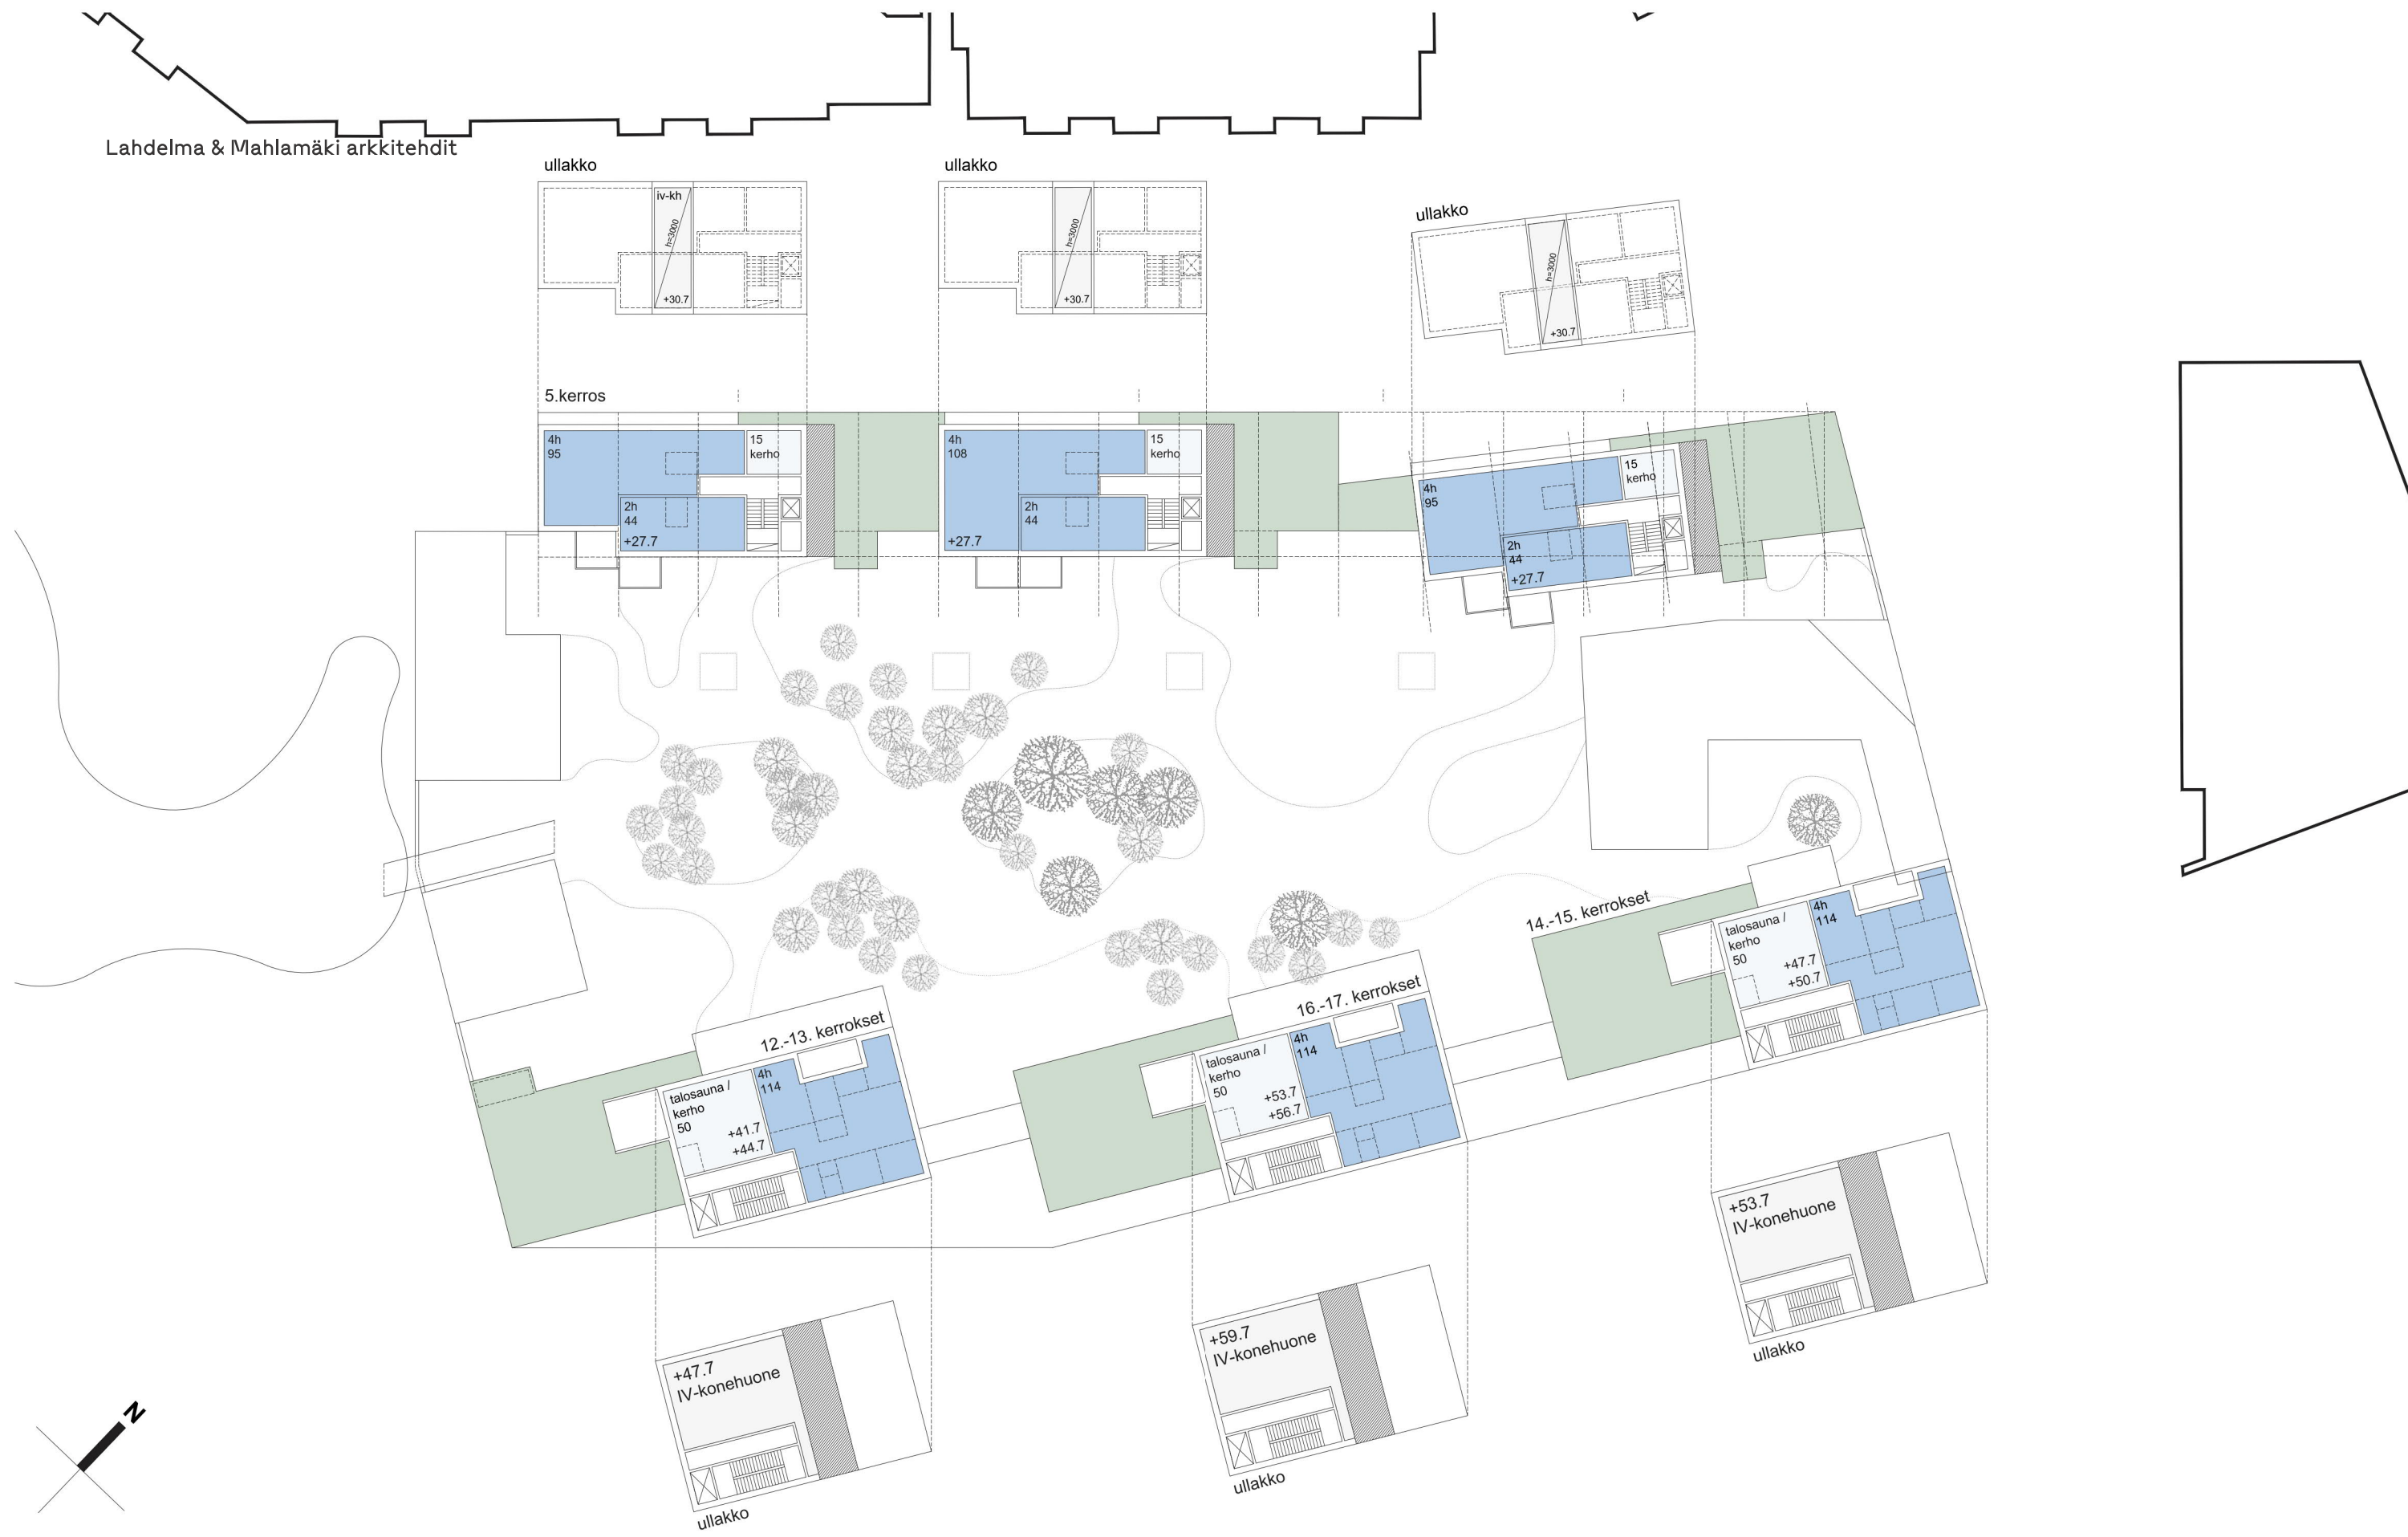 Lahdelma & Mahlamäki arkkitehdit
ullakko
iv-kh
h=3000
+30.7
ullakko
h=3000
+30.7
ullakko
h=3000
+30.7
5.kerros
4h
95
15
kerho
2h
44
+27.7
4h
108
15
kerho
2h
44
+27.7
4h
95
15
kerho
2h
44
+27.7
14.-15. kerrokset
talosauna /
kerho
50
+47.7
+50.7
4h
114
16.-17. kerrokset
talosauna /
kerho
50
+53.7
+56.7
4h
114
12.-13. kerrokset
talosauna /
kerho
50
+41.7
+44.7
4h
114
+53.7
IV-konehuone
ullakko
+59.7
IV-konehuone
ullakko
+47.7
IV-konehuone
ullakko
N